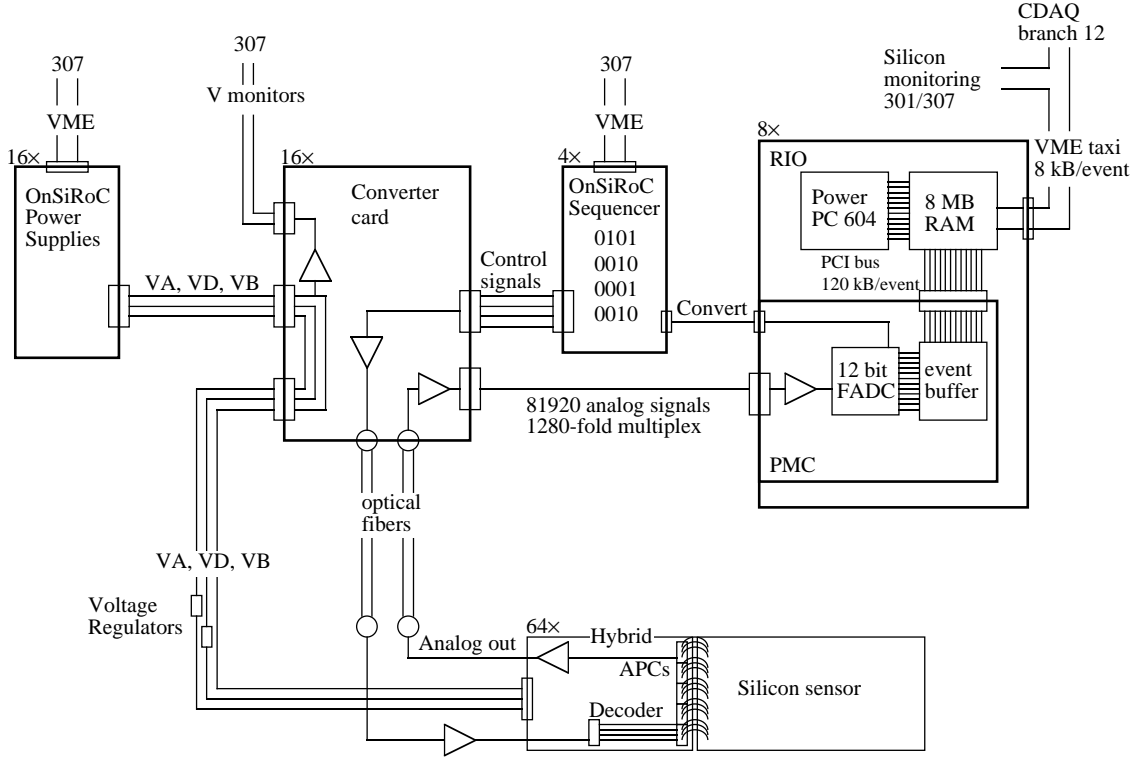 CDAQ
branch 12
307
307
307
Silicon
monitoring
301/307
V monitors
VME
VME
VME taxi
8 kB/event
16×
16×
4×
8×
OnSiRoC
Power
Supplies
Converter
card
OnSiRoC
Sequencer
0101
0010
0001
0010
RIO
Power
PC 604
8 MB
RAM
PCI bus
120 kB/event
VA, VD, VB
Control
signals
Convert
12 bit
FADC
event
buffer
81920 analog signals
1280-fold multiplex
PMC
optical
fibers
VA, VD, VB
Voltage
Regulators
64×
Hybrid
Analog out
APCs
Silicon sensor
Decoder